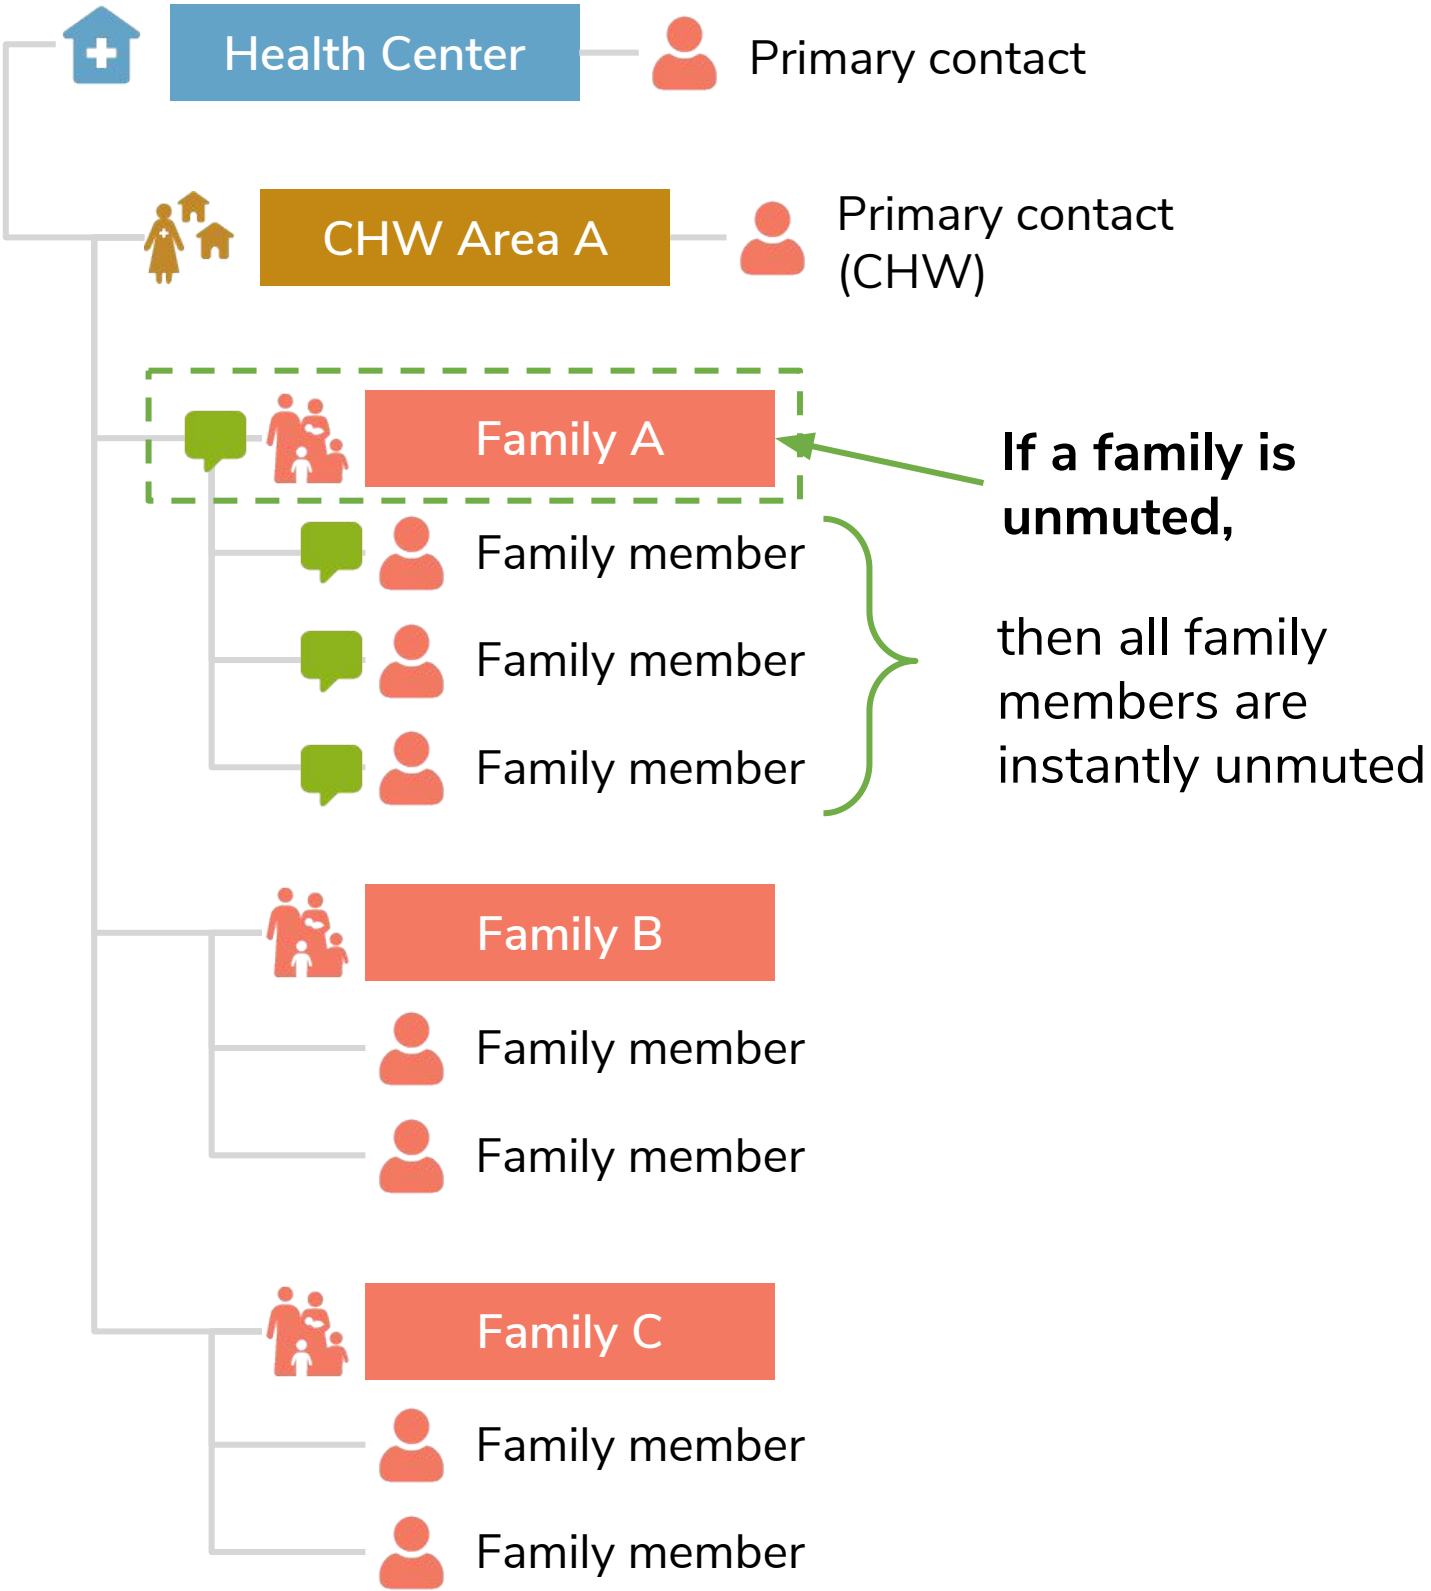 Health Center
Primary contact
CHW Area A
Primary contact
(CHW)
Family A
If a family is
unmuted,
Family member
Family member
Family member
then all family
members are
instantly unmuted
Family B
Family member
Family member
Family C
Family member
Family member